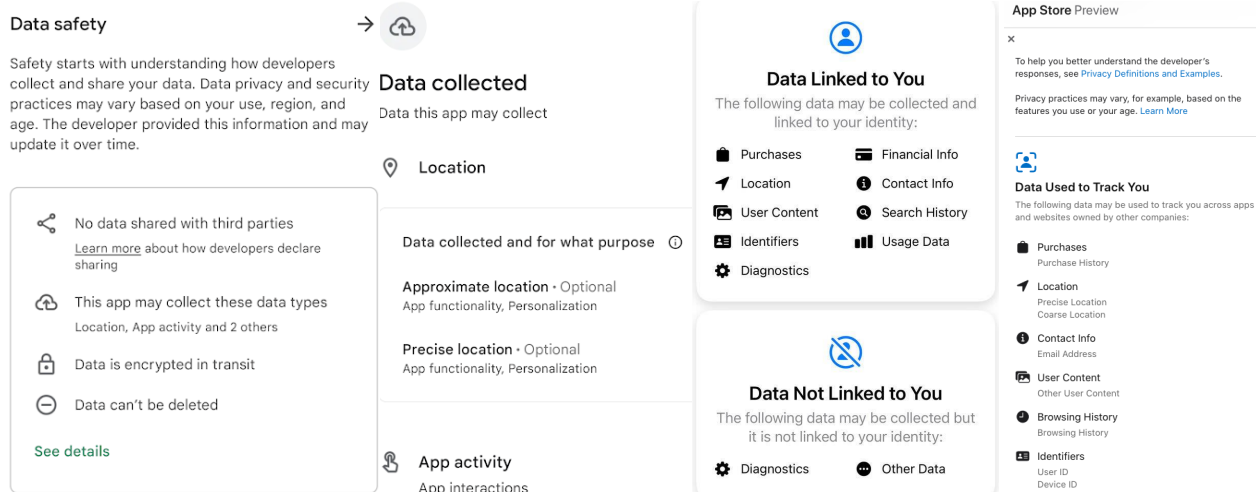 Data safety
Safety starts with understanding how developers
collect and share your data. Data privacy and security
practices may vary based on your use, region, and
age. The developer provided this information and may
update it over time.
No data shared with third parties
Learn more about how developers declare
sharing
This app may collect these data types
Location, App activity and 2 others
Data is encrypted in transit
Data can't be deleted
See details
Data collected
Data this app may collect
Location
Data collected and for what purpose
Approximate location • Optional
App functionality, Personalization
Precise location • Optional
App functionality, Personalization
App activity
App interactions
Data Linked to You
The following data may be collected and
linked to your identity:
Purchases
Financial Info
Location
Contact Info
User Content
Search History
Identifiers
Usage Data
Diagnostics
Data Not Linked to You
The following data may be collected but
it is not linked to your identity:
Diagnostics
Other Data
App Store Preview
To help you better understand the developer's
responses, see Privacy Definitions and Examples.
Privacy practices may vary, for example, based on the
features you use or your age. Learn More
Data Used to Track You
The following data may be used to track you across apps
and websites owned by other companies:
Purchases
Purchase History
Location
Precise Location
Coarse Location
Contact Info
Email Address
User Content
Other User Content
Browsing History
Browsing History
Identifiers
User ID
Device ID